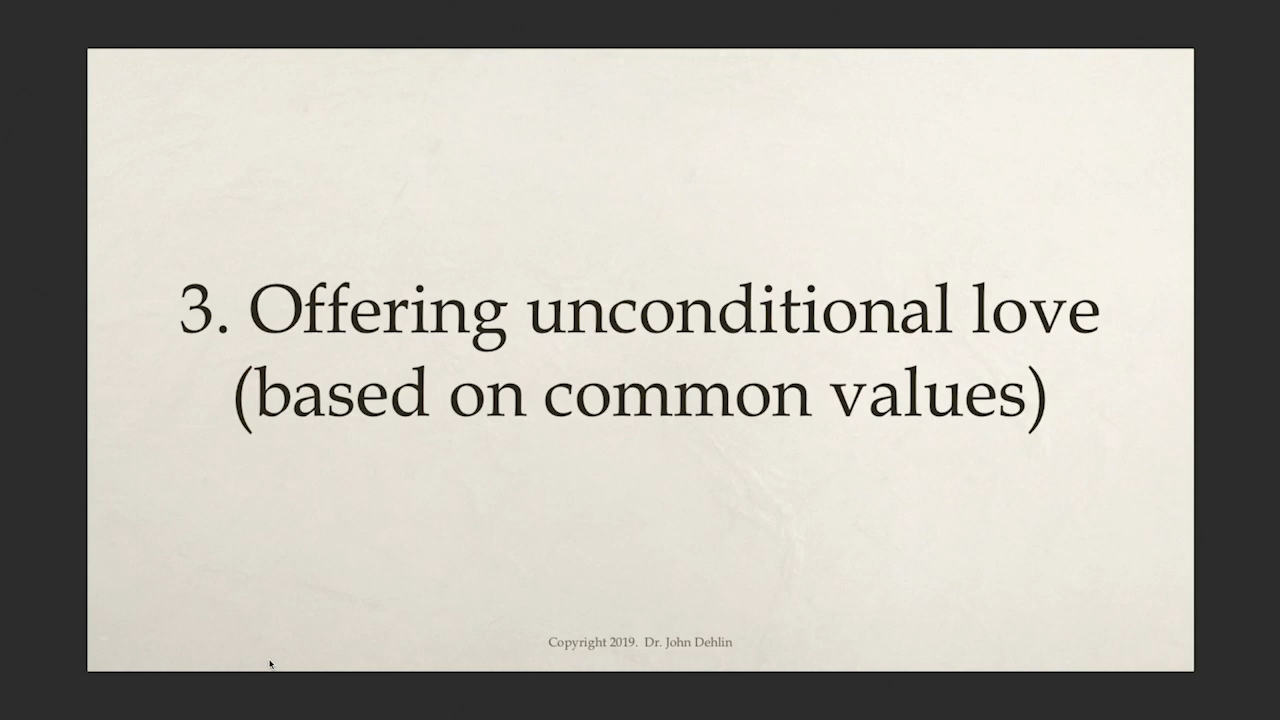 3. Offering unconditional love
(based on common values)
Copyright 2019. Dr. John Dehlin